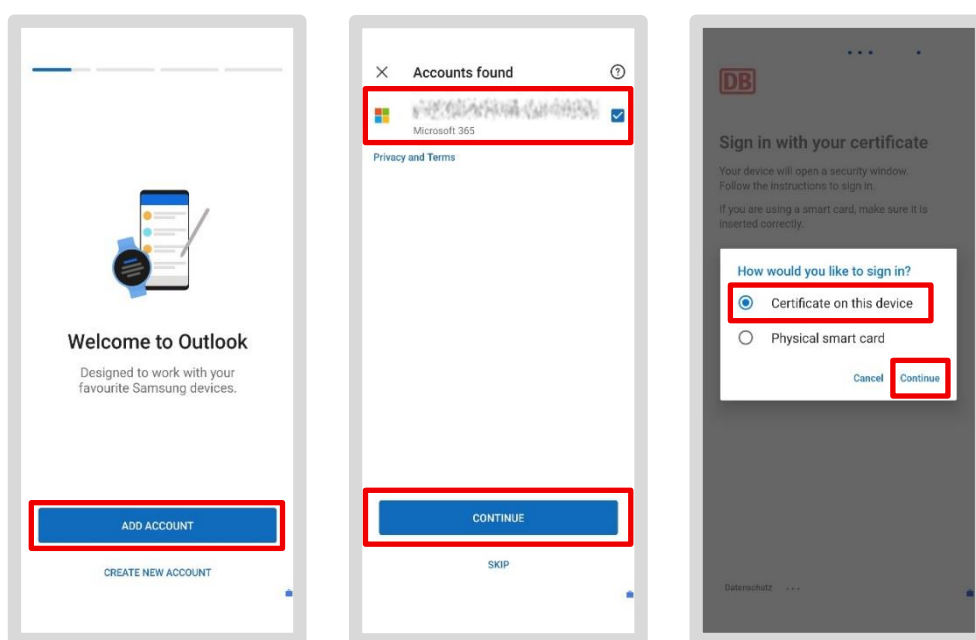 Welcome to Outlook
Designed to work with your
favourite Samsung devices.
ADD ACCOUNT
CREATE NEW ACCOUNT
Accounts found
Microsoft 365
Privacy and Terms
CONTINUE
SKIP
DB
Sign in with your certificate
Your device will open a security window.
Follow the instructions to sign in.
If you are using a smart card, make sure it is
inserted correctly.
How would you like to sign in?
Certificate on this device
Physical smart card
Cancel Continue
Datenschutz ...